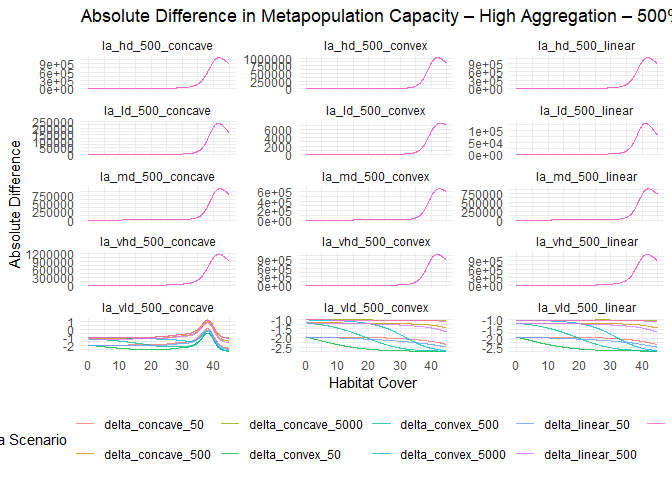 Absolute Difference in Metapopulation Capacity – High Aggregation – 500%
la_hd_500_concave la_hd_500_convex la_hd_500_linear
9e+05 1000000 9e+05
6e+05 750000 6e+05
3e+05 500000 3e+05
0e+00 250000 0e+00
0
la_ld_500_concave la_ld_500_convex la_ld_500_linear
250000
200000 6000 1e+05
150000 4000 5e+04
100000 2000 0e+00
50000 0
0
la_md_500_concave la_md_500_convex la_md_500_linear
750000 6e+05 750000
500000 4e+05 500000
250000 2e+05 250000
0 0e+00 0
la_vhd_500_concave la_vhd_500_convex la_vhd_500_linear
1200000 9e+05 9e+05
900000 6e+05 6e+05
600000 3e+05 3e+05
300000 0e+00 0e+00
0
la_vld_500_concave la_vld_500_convex la_vld_500_linear
1 -1.0 -1.0
0 -1.5 -1.5
-1 -2.0 -2.0
-2 -2.5 -2.5
0 10 20 30 40 0 10 20 30 40 0 10 20 30 40
Absolute Difference
Habitat Cover
a Scenario
delta_concave_50 delta_concave_5000 delta_convex_500 delta_linear_50
delta_concave_500 delta_convex_50 delta_convex_5000 delta_linear_500